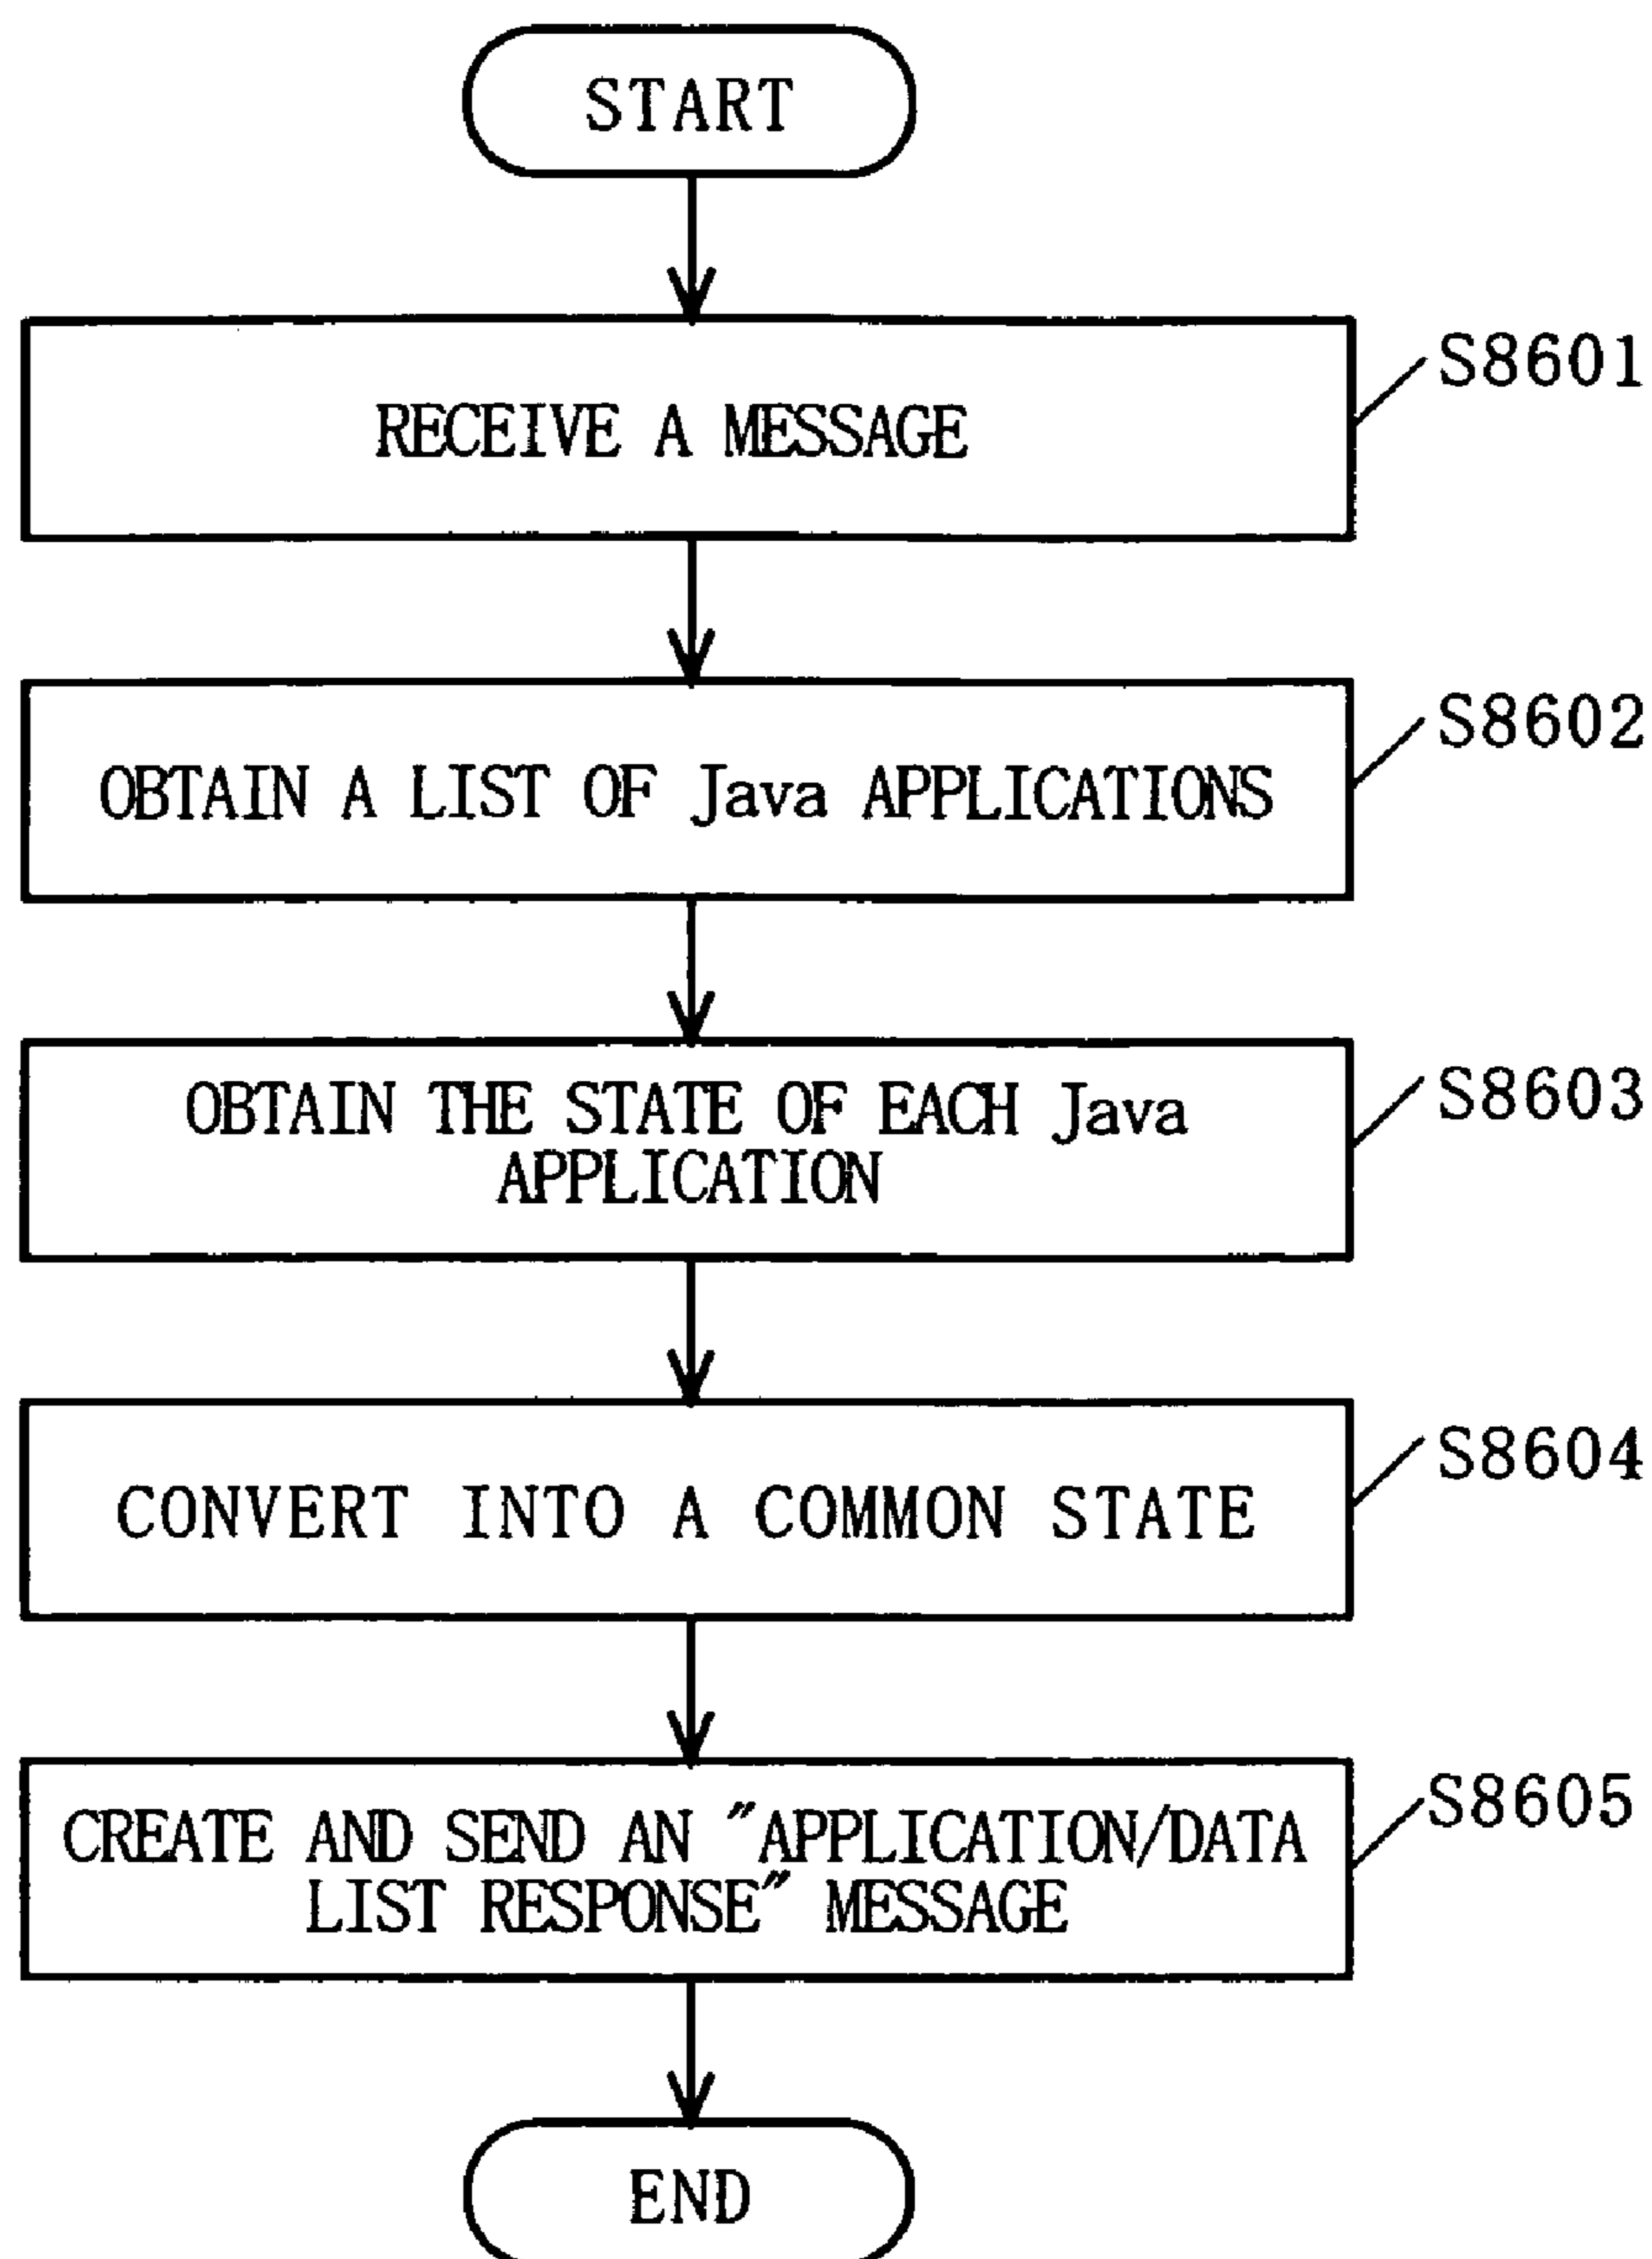 START
RECEIVE A MESSAGE
S8601
OBTAIN A LIST OF Java APPLICATIONS
S8602
OBTAIN THE STATE OF EACH Java
APPLICATION
S8603
CONVERT INTO A COMMON STATE
S8604
CREATE AND SEND AN "APPLICATION/DATA
LIST RESPONSE" MESSAGE
S8605
END